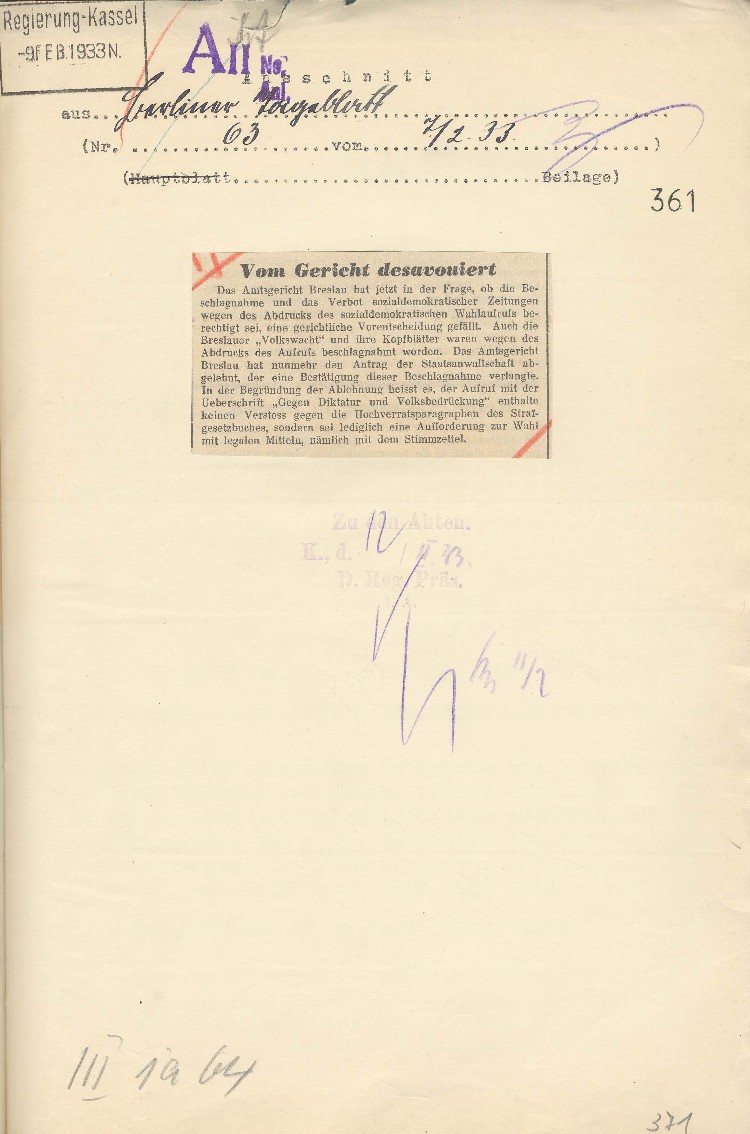 Regierung-Kassel
-9.FEB.1933N.
AII No.
Anl.
Ausschnitt
aus...Berliner Tageblatt
(Nr. 63 vom 7/2. 33.)
(Hauptblatt Beilage)
361
Vom Gericht desavouiert
Das Amtsgericht Breslau hat jetzt in der Frage, ob die Be-
schlagnahme und das Verbot sozialdemokratischer Zeitungen
wegen des Abdrucks des sozialdemokratischen Wahlaufrufs be-
rechtigt sei, eine gerichtliche Vorentscheidung gefällt. Auch die
Breslauer „Volkswacht“ und ihre Kopfblätter waren wegen des
Abdrucks des Aufrufs beschlagnahmt worden. Das Amtsgericht
Breslau hat nunmehr den Antrag der Staatsanwaltschaft ab-
gelehnt, der eine Bestätigung dieser Beschlagnahme verlangte.
In der Begründung der Ablehnung heisst es, der Aufruf mit der
Ueberschrift „Gegen Diktatur und Volksbedrückung“ enthalte
keinen Verstoss gegen die Hochverratsparagraphen des Straf-
gesetzbuches, sondern sei lediglich eine Aufforderung zur Wahl
mit legalen Mitteln, nämlich mit dem Stimmzettel.
Zu den Akten.
K., d. 12
D. Reg. Präs.
11/2
III 1a 64
371